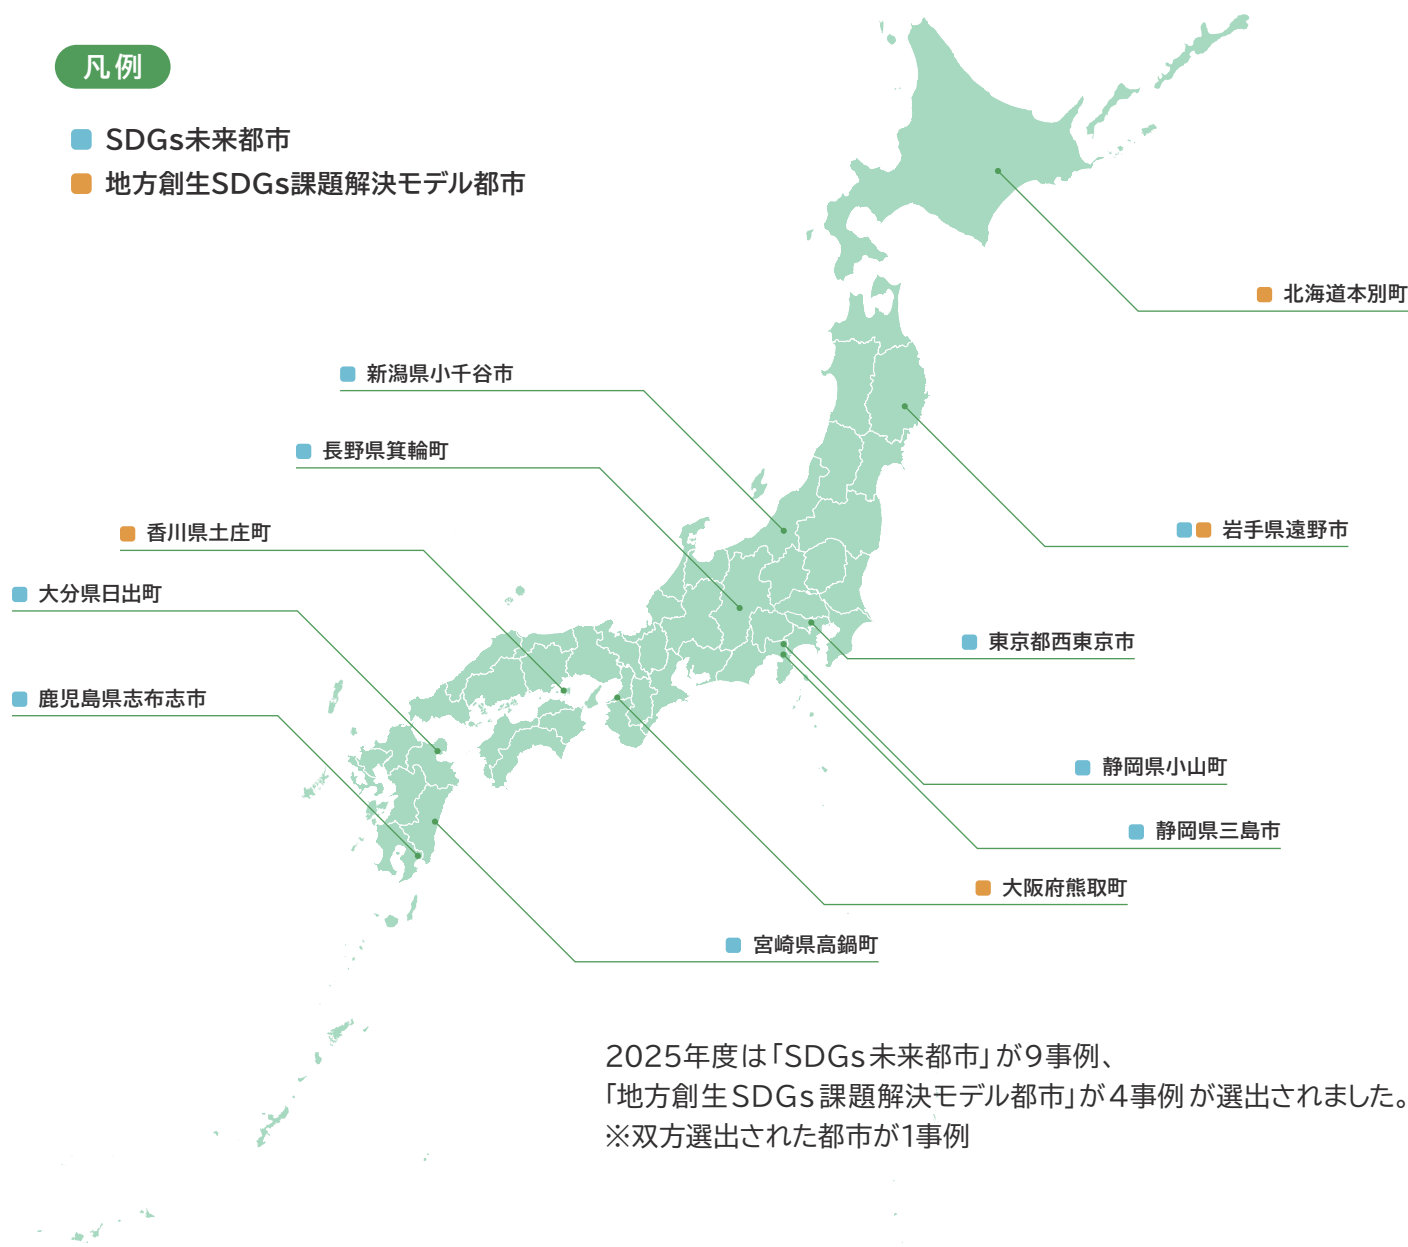 凡例
SDGs未来都市
地方創生SDGs課題解決モデル都市
北海道本別町
新潟県小千谷市
長野県箕輪町
香川県土庄町
岩手県遠野市
大分県日出町
東京都西東京市
鹿児島県志布志市
静岡県小山町
静岡県三島市
大阪府熊取町
宮崎県高鍋町
2025年度は「SDGs未来都市」が9事例、
「地方創生SDGs課題解決モデル都市」が4事例が選出されました。
※双方選出された都市が1事例